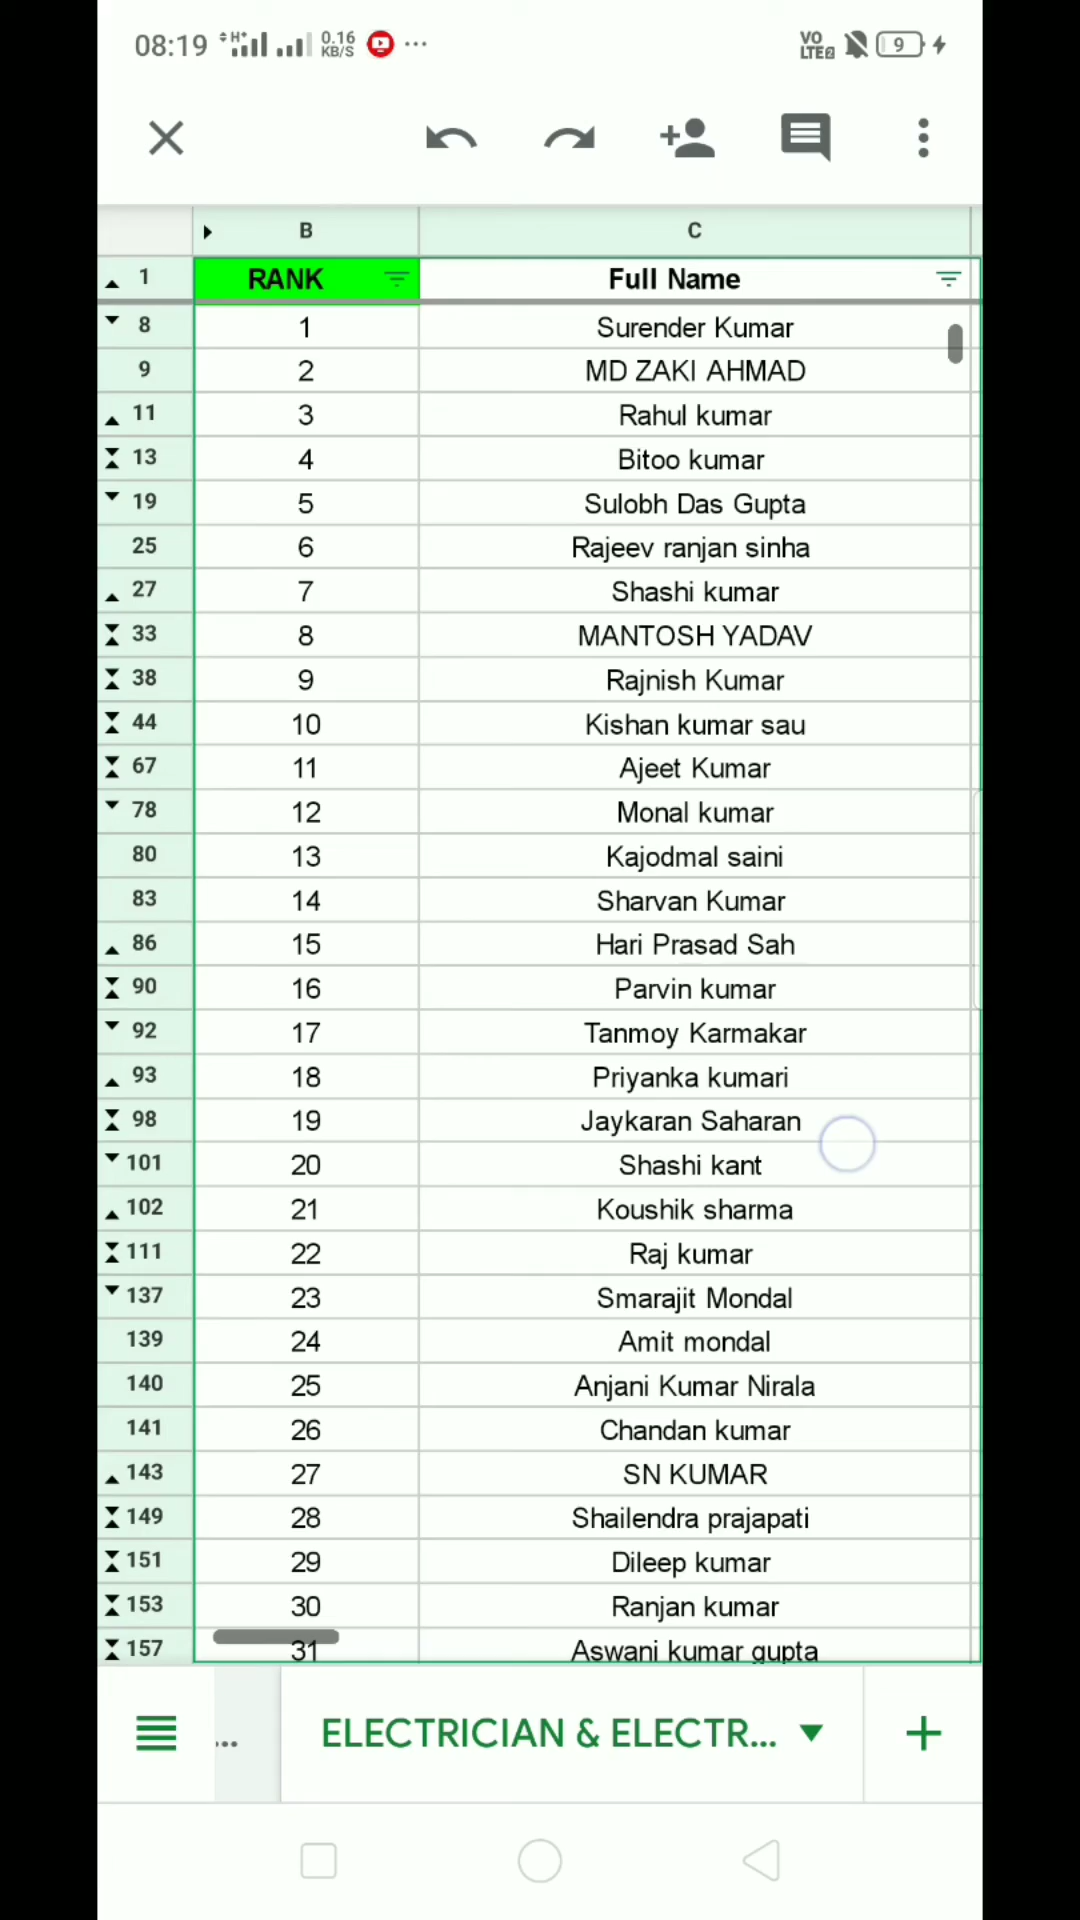 08:19 H+ 0.16 KB/S ... VO LTE2 9
B C
1 RANK Full Name
8 1 Surender Kumar
9 2 MD ZAKI AHMAD
11 3 Rahul kumar
13 4 Bitoo kumar
19 5 Sulobh Das Gupta
25 6 Rajeev ranjan sinha
27 7 Shashi kumar
33 8 MANTOSH YADAV
38 9 Rajnish Kumar
44 10 Kishan kumar sau
67 11 Ajeet Kumar
78 12 Monal kumar
80 13 Kajodmal saini
83 14 Sharvan Kumar
86 15 Hari Prasad Sah
90 16 Parvin kumar
92 17 Tanmoy Karmakar
93 18 Priyanka kumari
98 19 Jaykaran Saharan
101 20 Shashi kant
102 21 Koushik sharma
111 22 Raj kumar
137 23 Smarajit Mondal
139 24 Amit mondal
140 25 Anjani Kumar Nirala
141 26 Chandan kumar
143 27 SN KUMAR
149 28 Shailendra prajapati
151 29 Dileep kumar
153 30 Ranjan kumar
157 31 Aswani kumar gupta
... ELECTRICIAN & ELECTR...